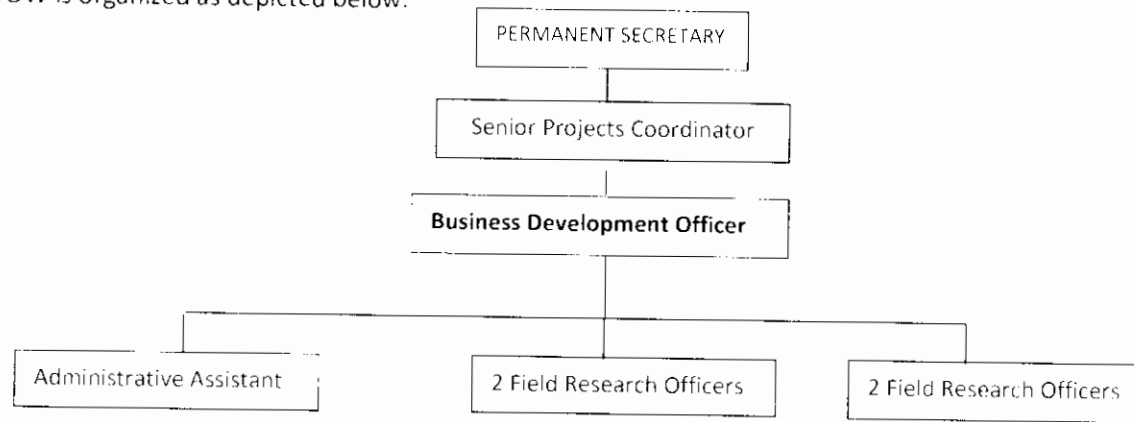 is organized as depicted below:
PERMANENT SECRETARY
Senior Projects Coordinator
Business Development Officer
Administrative Assistant
2 Field Research Officers
2 Field Research Officers